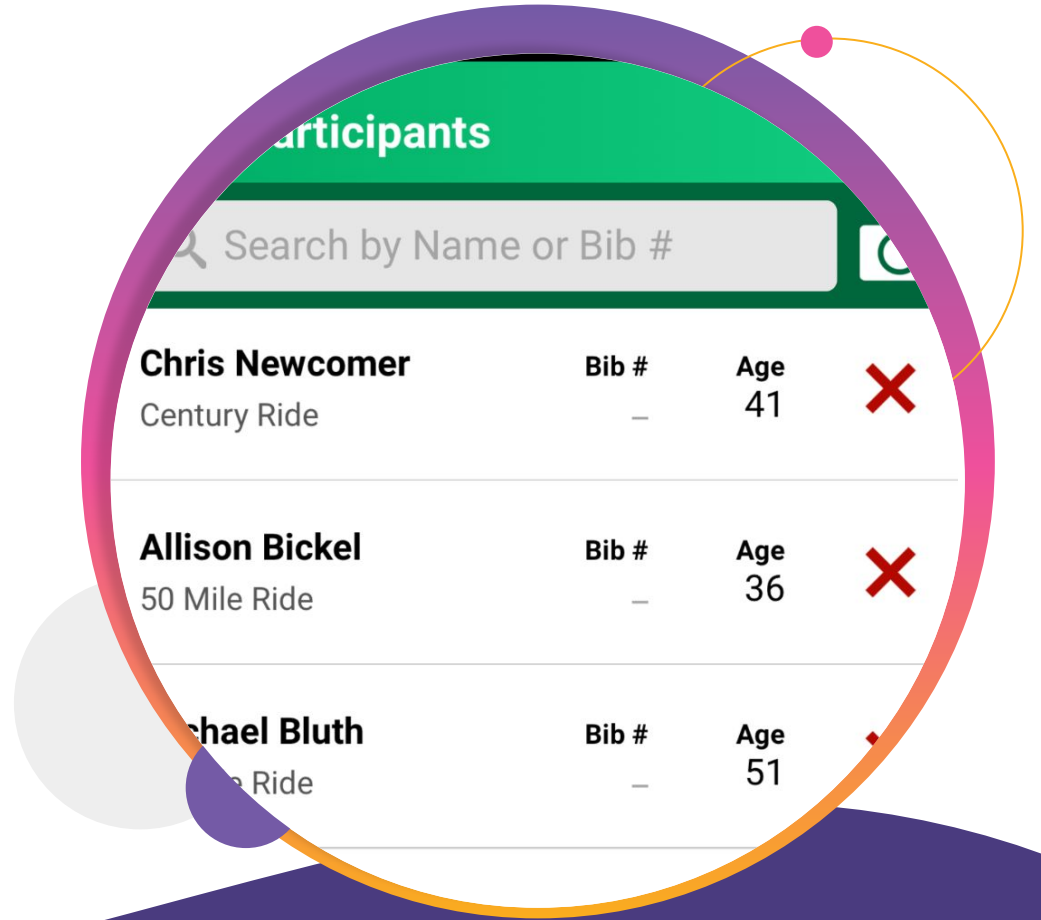 articipants
Search by Name or Bib #
Chris Newcomer Bib # Age
Century Ride – 41
Allison Bickel Bib # Age
50 Mile Ride – 36
chael Bluth Bib # Age
Ride – 51